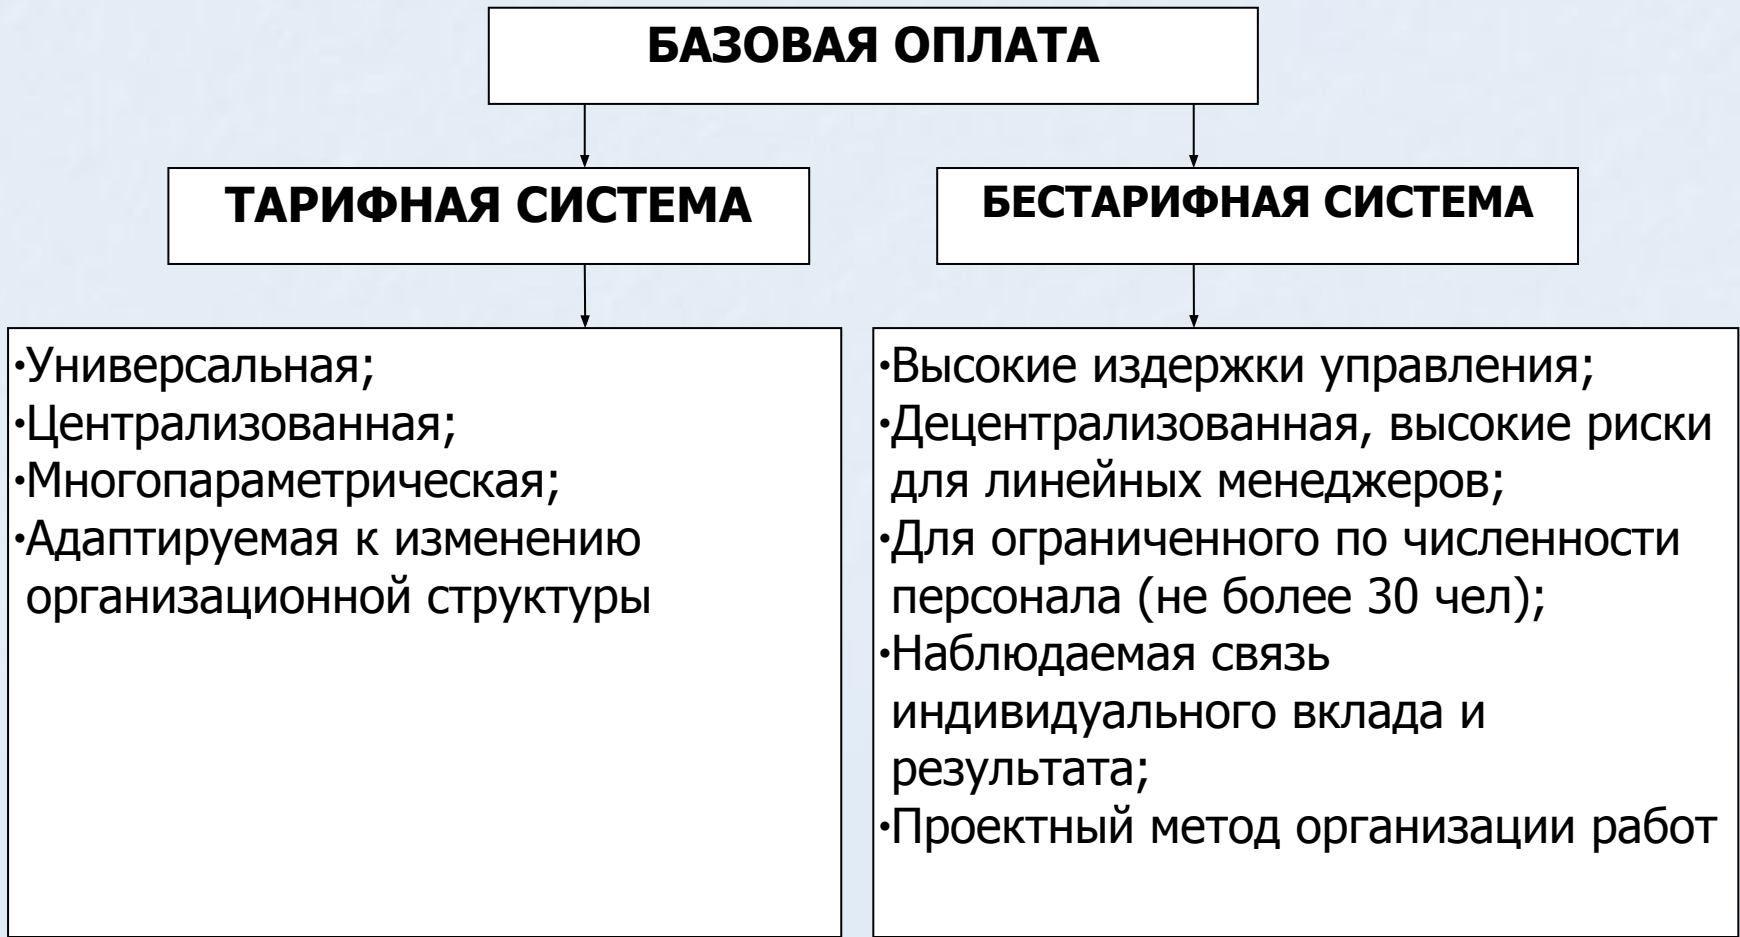 БАЗОВАЯ ОПЛАТА
ТАРИФНАЯ СИСТЕМА
БЕСТАРИФНАЯ СИСТЕМА
·Универсальная;
·Централизованная;
·Многопараметрическая;
·Адаптируемая к изменению
организационной структуры
·Высокие издержки управления;
·Децентрализованная, высокие риски
для линейных менеджеров;
·Для ограниченного по численности
персонала (не более 30 чел);
·Наблюдаемая связь
индивидуального вклада и
результата;
·Проектный метод организации работ